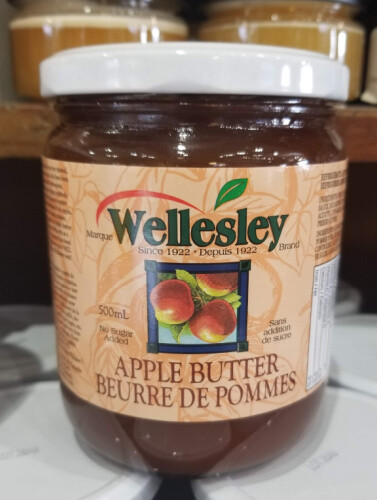 Marque Wellesley Brand
Since 1922 • Depuis 1922
500mL
No Sugar
Added
Sans
addition
de sucre
APPLE BUTTER
BEURRE DE POMMES